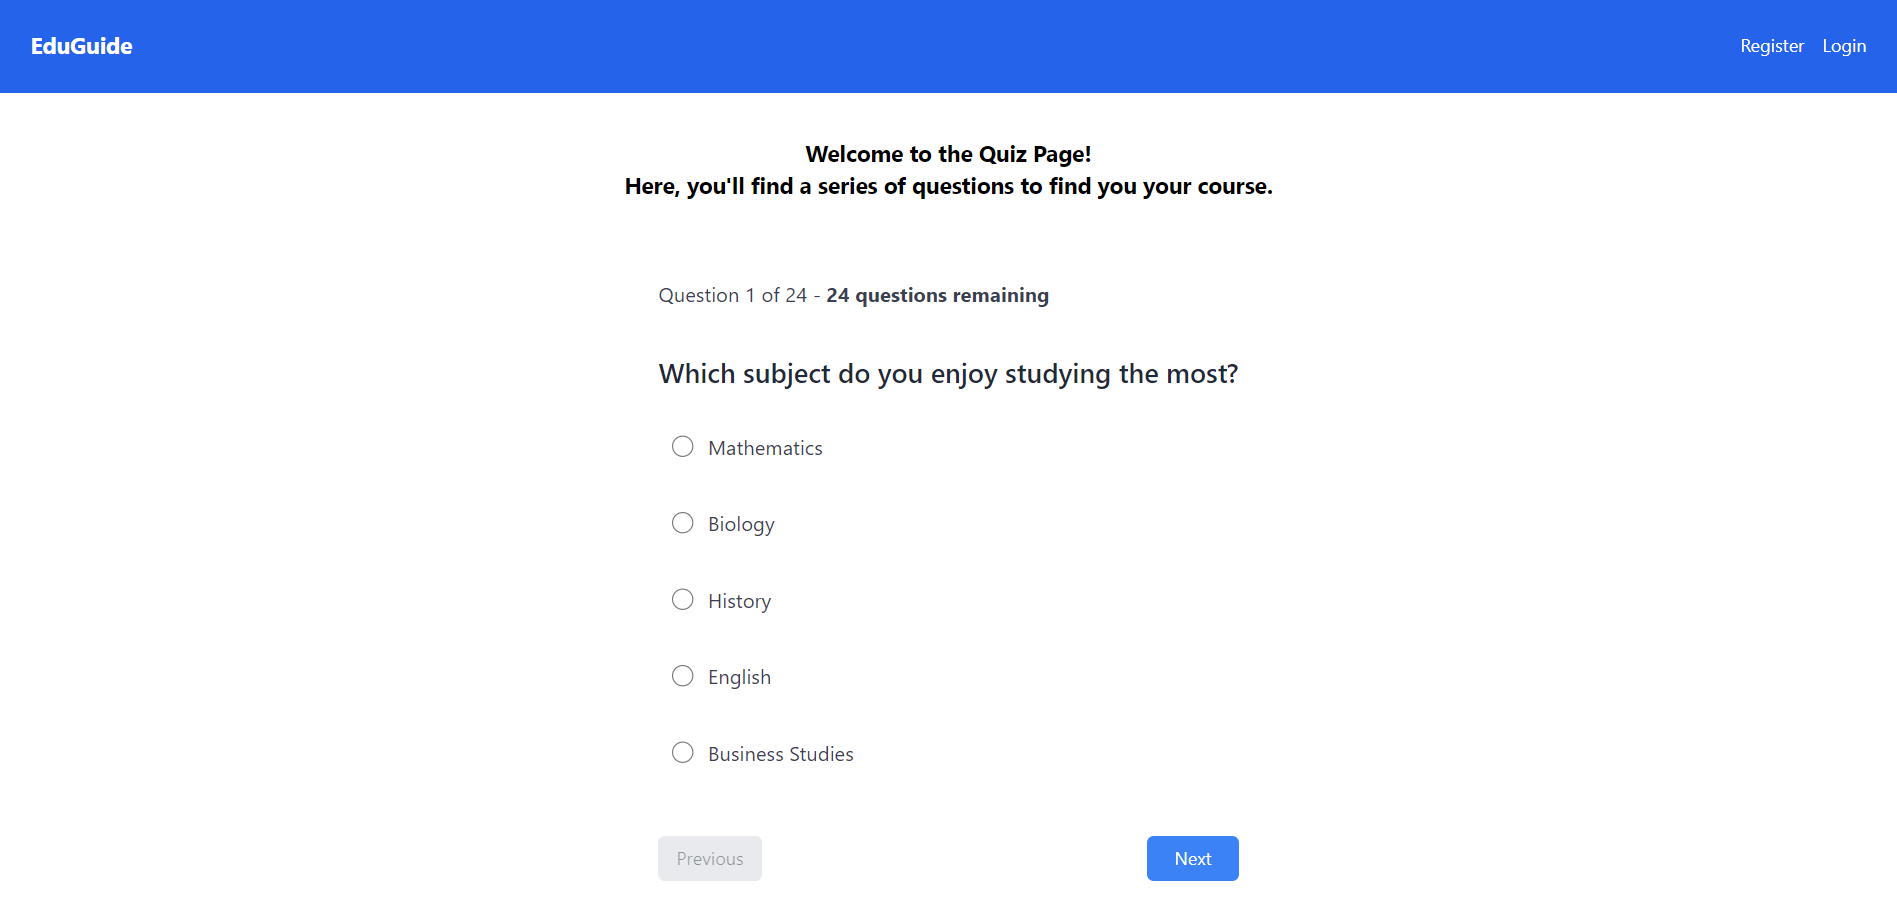 EduGuide
Register Login
Welcome to the Quiz Page!
Here, you'll find a series of questions to find you your course.
Question 1 of 24 - 24 questions remaining
Which subject do you enjoy studying the most?
Mathematics
Biology
History
English
Business Studies
Previous
Next